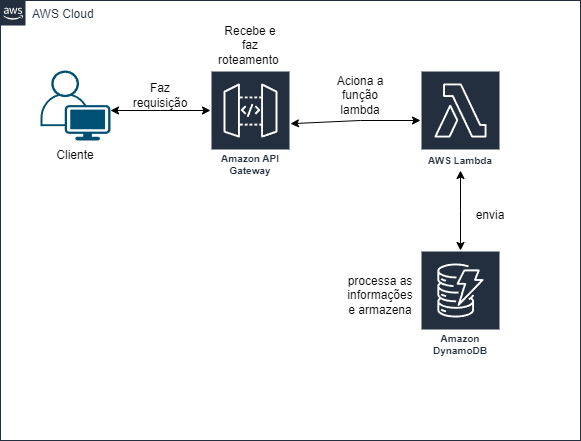 aws
AWS Cloud
Recebe e
faz
roteamento
Faz
requisição
Aciona a
função
lambda
Cliente
Amazon API
Gateway
AWS Lambda
envia
processa as
informações
e armazena
Amazon
DynamoDB